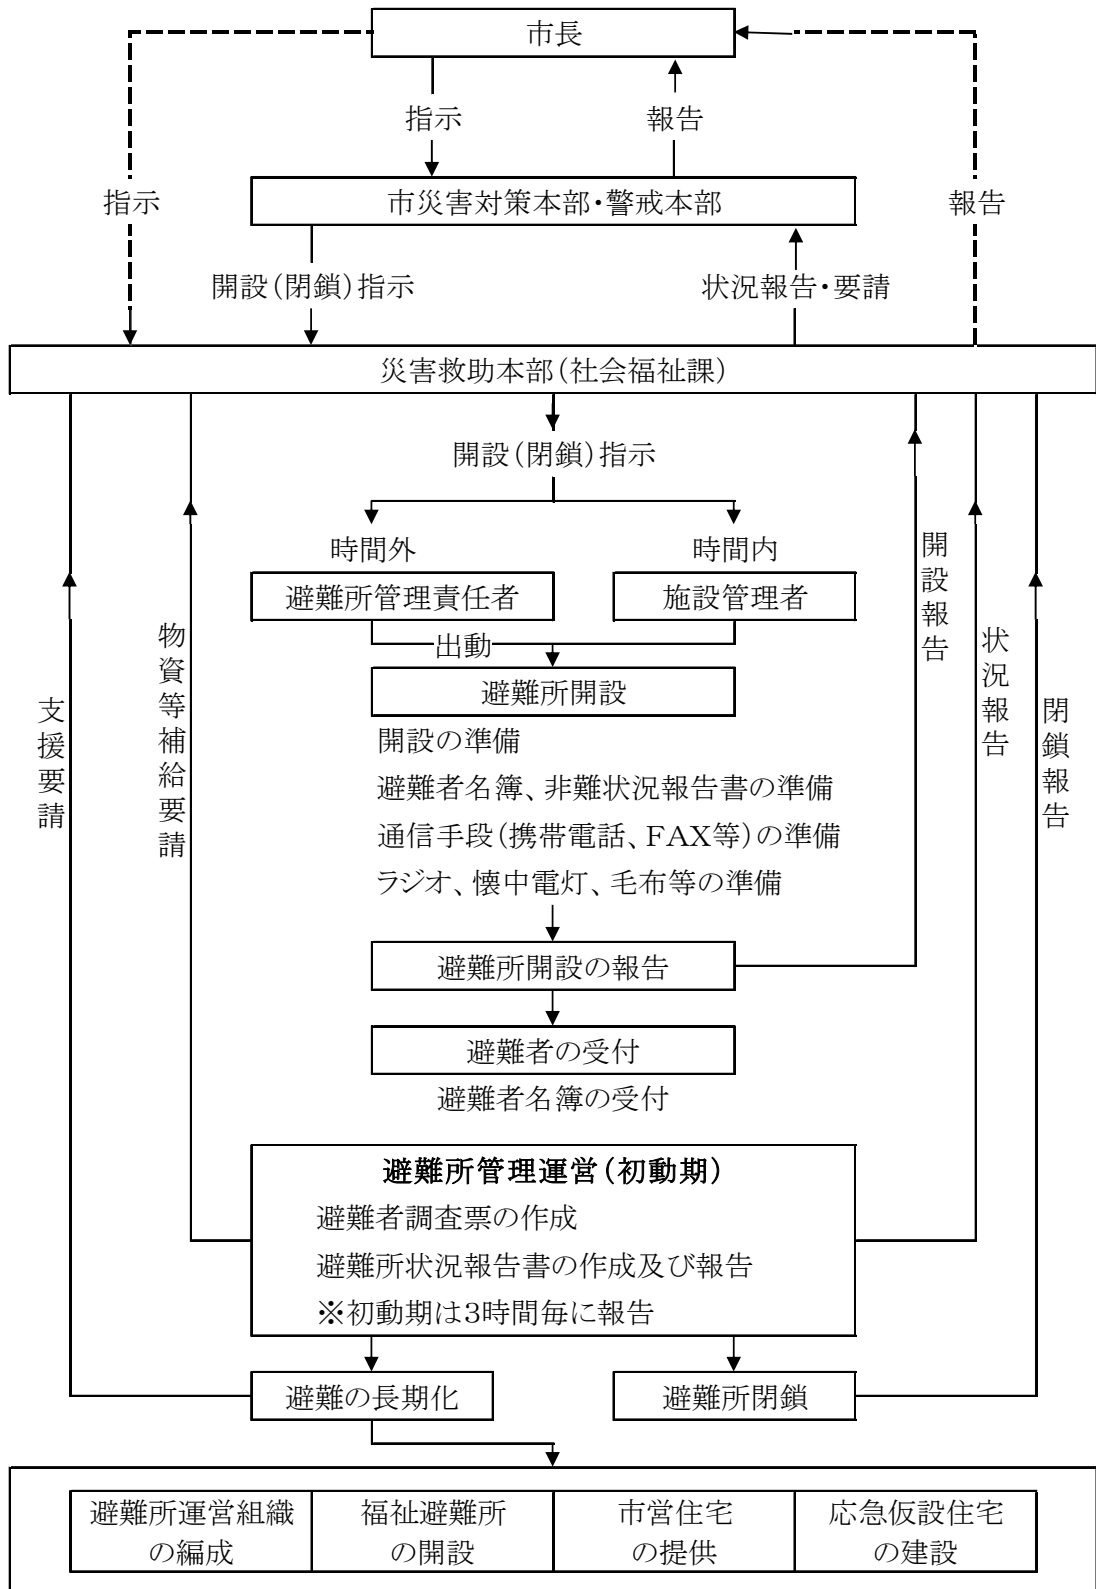 市長
指示
報告
指示
市災害対策本部・警戒本部
報告
開設(閉鎖)指示
状況報告・要請
災害救助本部(社会福祉課)
開設(閉鎖)指示
時間外
時間内
避難所管理責任者
施設管理者
出動
避難所開設
開設の準備
避難者名簿、非難状況報告書の準備
通信手段(携帯電話、FAX等)の準備
ラジオ、懐中電灯、毛布等の準備
支援要請
物資等補給要請
開設報告
状況報告
閉鎖報告
避難所開設の報告
避難者の受付
避難者名簿の受付
避難所管理運営(初動期)
避難者調査票の作成
避難所状況報告書の作成及び報告
※初動期は3時間毎に報告
避難の長期化
避難所閉鎖
避難所運営組織
の編成
福祉避難所
の開設
市営住宅
の提供
応急仮設住宅
の建設